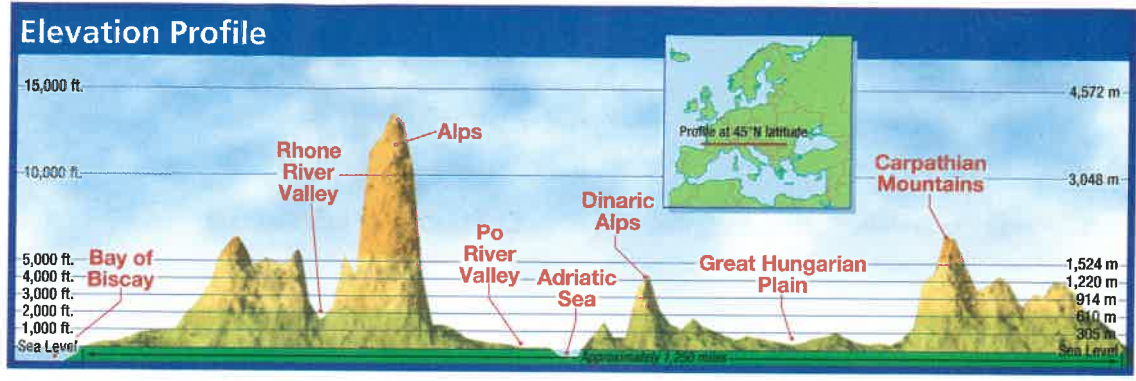 Elevation Profile
15,000 ft.
10,000 ft.
5,000 ft.
4,000 ft.
3,000 ft.
2,000 ft.
1,000 ft.
Sea Level
Bay of
Biscay
Rhone
River
Valley
Alps
Po
River
Valley
Adriatic
Sea
Dinaric
Alps
Profile at 45°N latitude
Great Hungarian
Plain
Carpathian
Mountains
4,572 m
3,048 m
1,524 m
1,220 m
914 m
610 m
305 m
Sea Level
Approximately 1,250 miles